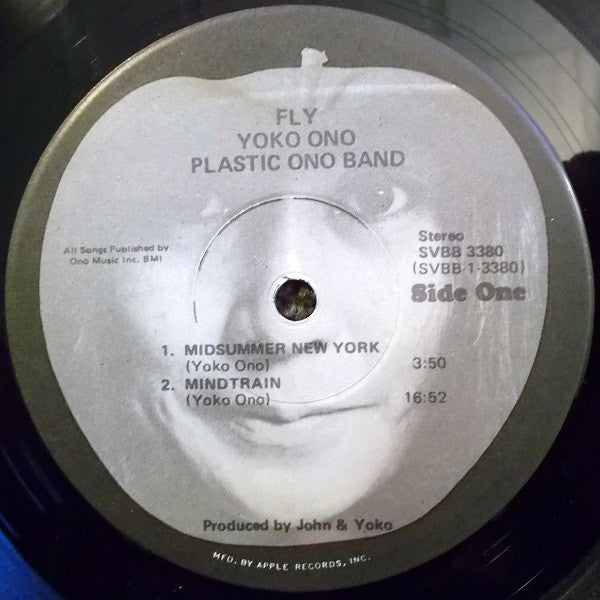 FLY
YOKO ONO
PLASTIC ONO BAND
All Songs Published by
Ono Music Inc. BMI
Stereo
SVBB 3380
(SVBB-1-3380)
Side One
1. MIDSUMMER NEW YORK
(Yoko Ono) 3:50
2. MINDTRAIN
(Yoko Ono) 16:52
Produced by John & Yoko
MFD. BY APPLE RECORDS, INC.